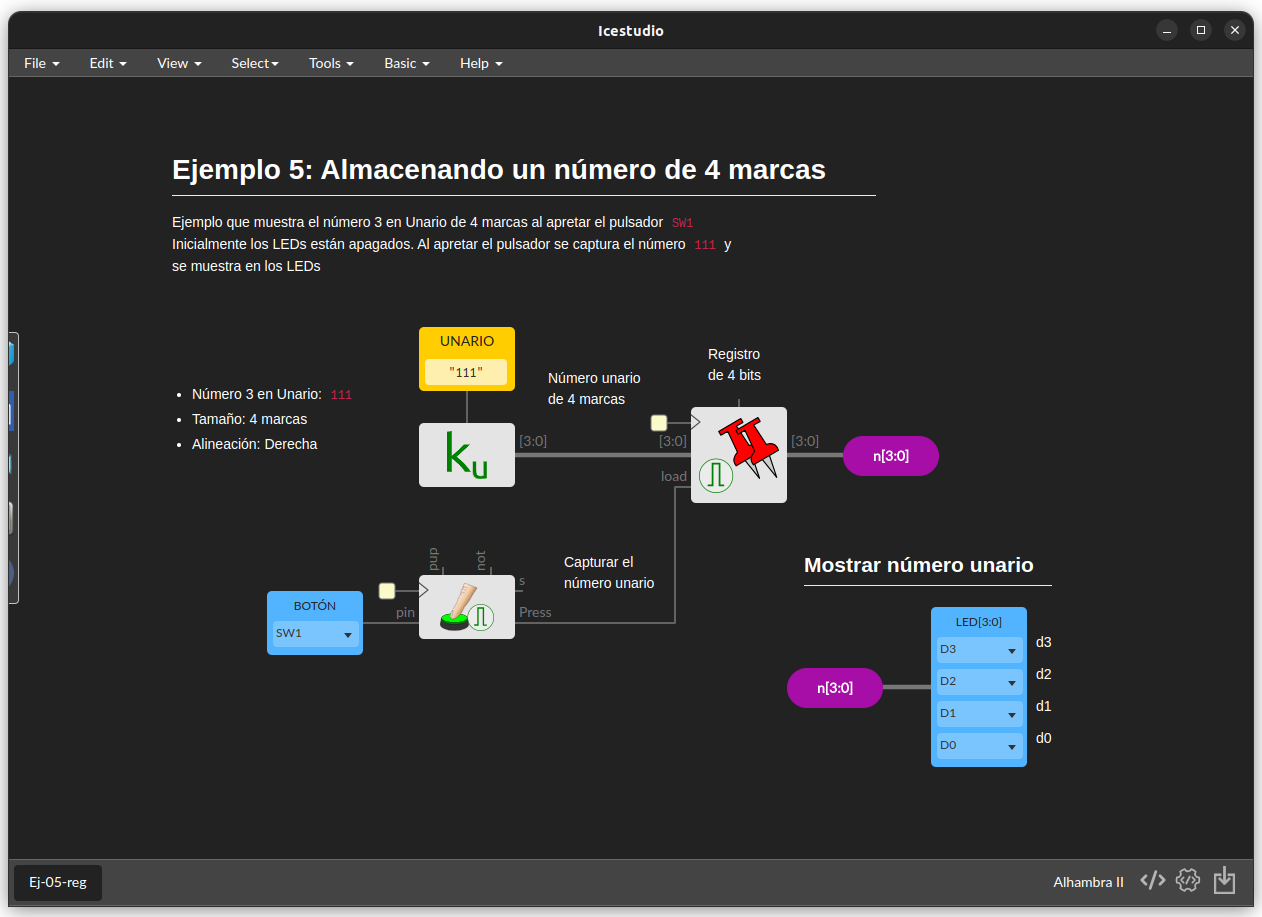 Icestudio
File Edit View Select Tools Basic Help
Ejemplo 5: Almacenando un número de 4 marcas
Ejemplo que muestra el número 3 en Unario de 4 marcas al apretar el pulsador SW1
Inicialmente los LEDs están apagados. Al apretar el pulsador se captura el número 111 y
se muestra en los LEDs
Número 3 en Unario: 111
Tamaño: 4 marcas
Alineación: Derecha
UNARIO
"111"
ku
[3:0]
Número unario
de 4 marcas
Registro
de 4 bits
[3:0]
load
[3:0]
n[3:0]
BOTÓN
SW1
pin
pup
not
s
Press
Capturar el
número unario
Mostrar número unario
n[3:0]
LED[3:0]
D3 d3
D2 d2
D1 d1
D0 d0
Ej-05-reg
Alhambra II